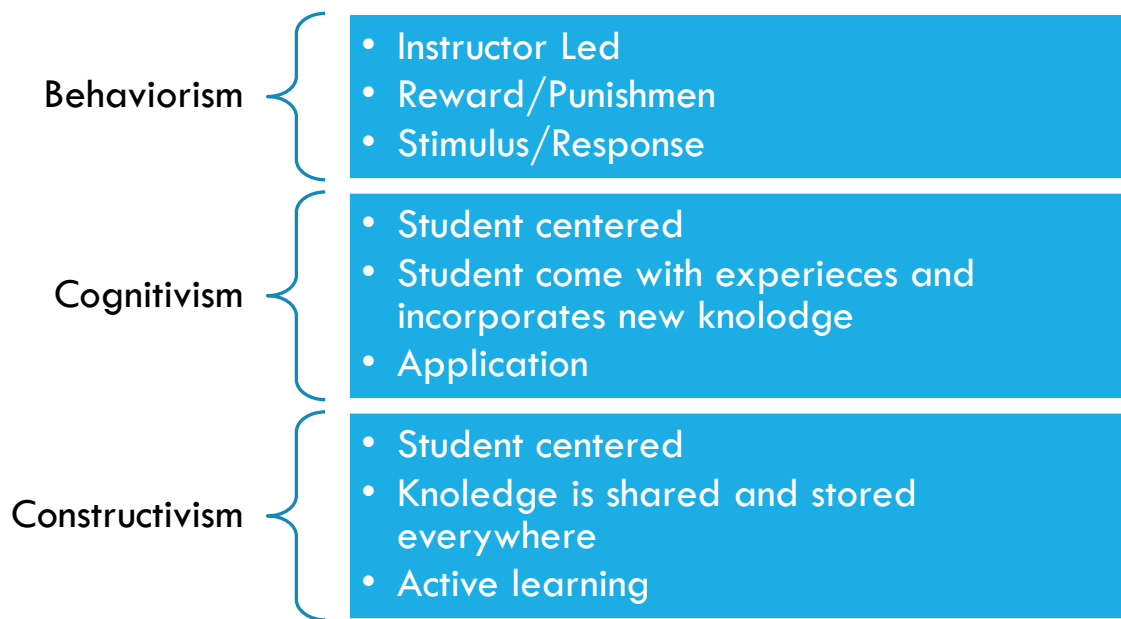 Behaviorism
• Instructor Led
• Reward/Punishmen
• Stimulus/Response
Cognitivism
• Student centered
• Student come with experieces and
incorporates new knolodge
• Application
Constructivism
• Student centered
• Knoledge is shared and stored
everywhere
• Active learning